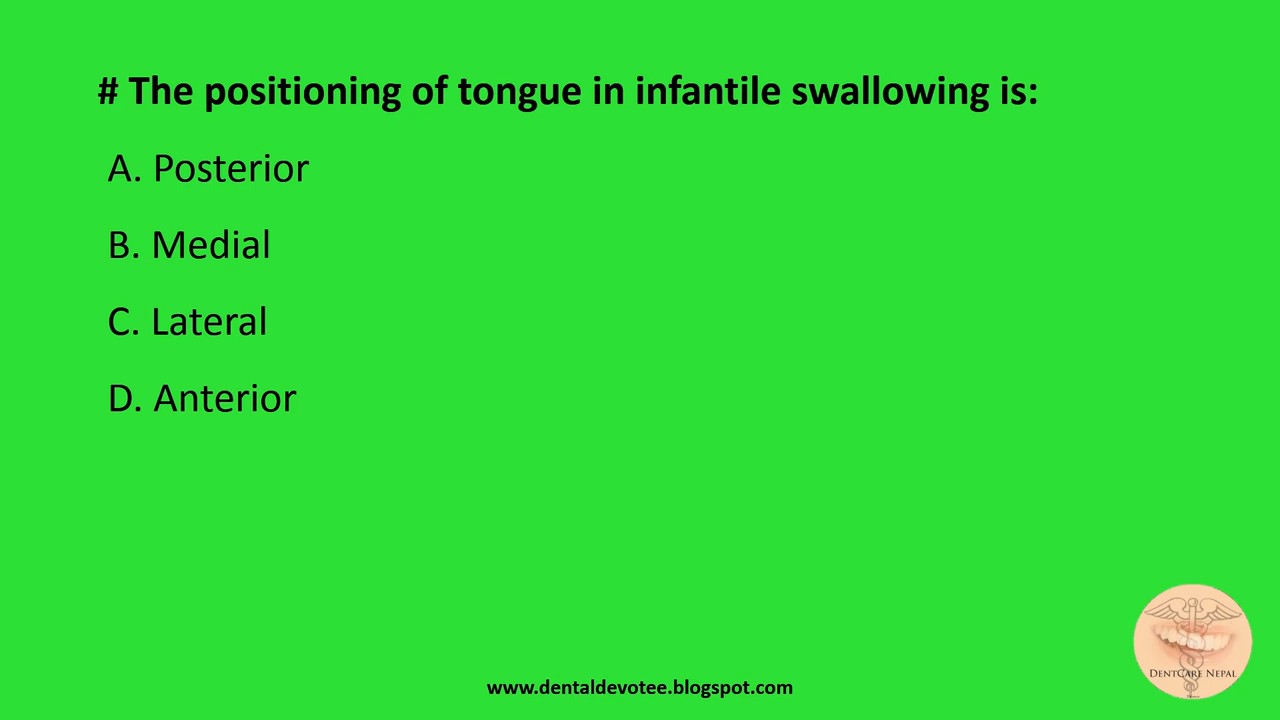 # The positioning of tongue in infantile swallowing is:
A. Posterior
B. Medial
C. Lateral
D. Anterior
DENTCARE NEPAL
www.dentaldevotee.blogspot.com